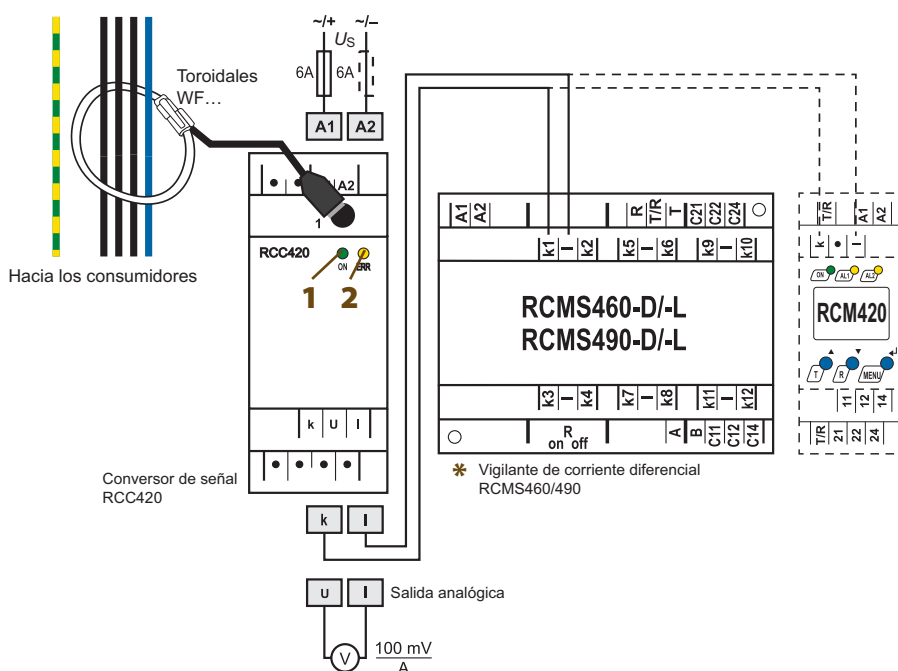 ~/+ ~/–
US
6A 6A
A1 A2
Toroidales
WF…
Hacia los consumidores
A2
1
RCC420
ON ERR
1 2
k U l
Conversor de señal
RCC420
k l
U l
Salida analógica
V
100 mV
A
A1 A2 R T/R T C21 C22 C24
k1 l k2 k5 l k6 k9 l k10
RCMS460-D/-L
RCMS490-D/-L
k3 l k4 k7 l k8 k11 l k12
R
on off
A B C11 C12 C14
* Vigilante de corriente diferencial
RCMS460/490
T/R A1 A2
k l
ON AL1 AL2
RCM420
T R MENU
11 12 14
T/R 21 22 24